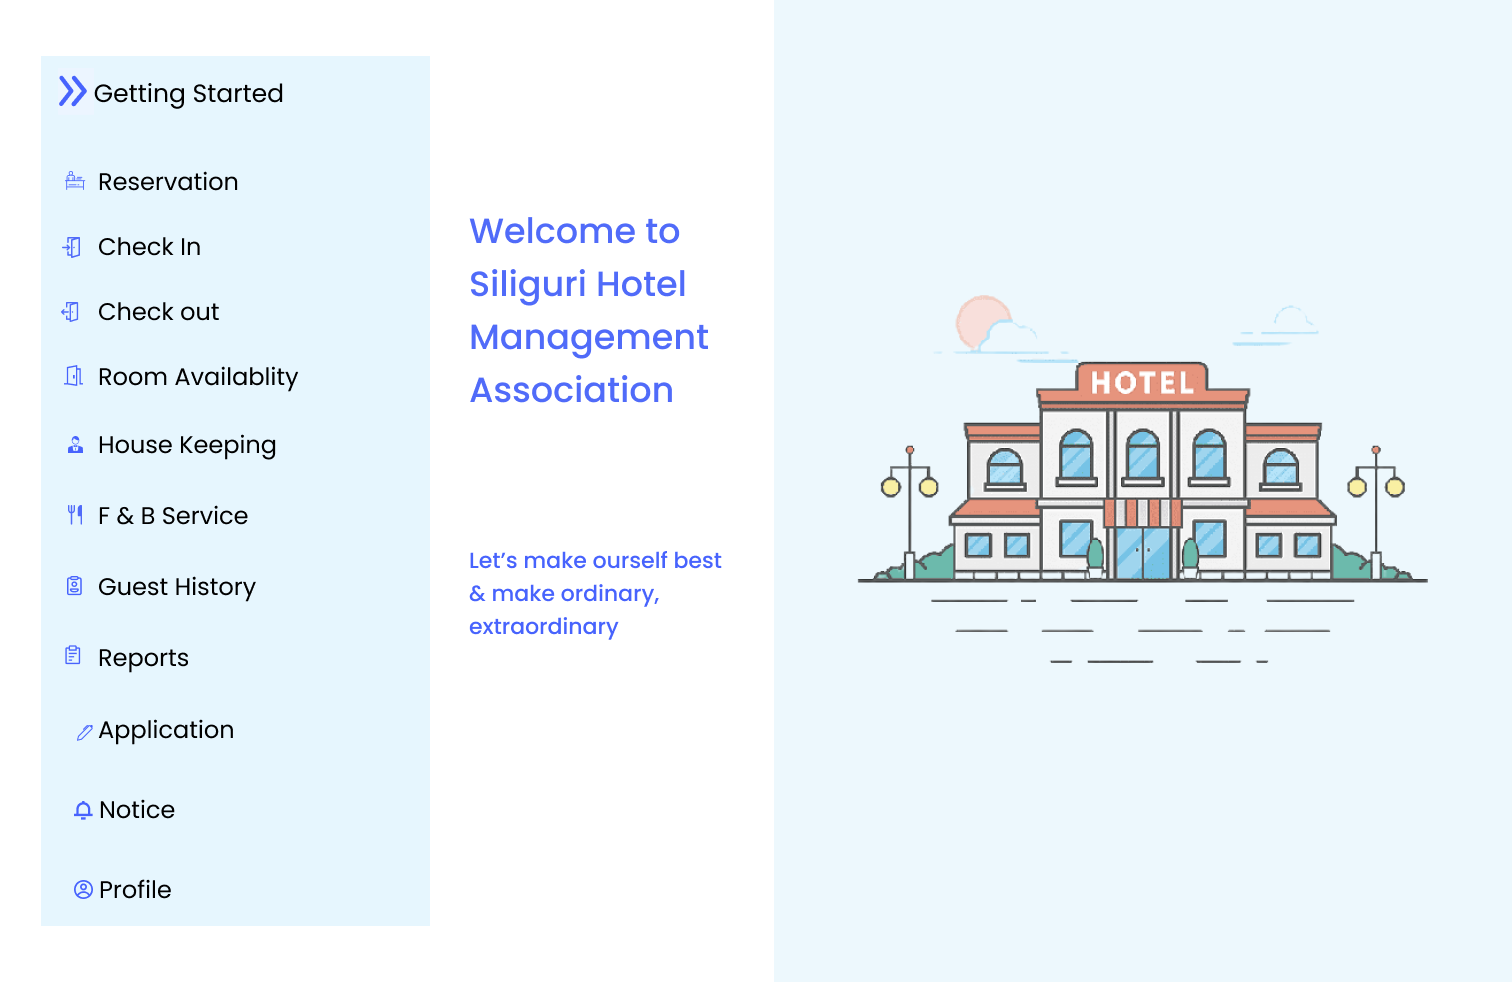 Getting Started
Reservation
Check In
Check out
Room Availablity
House Keeping
F & B Service
Guest History
Reports
Application
Notice
Profile
Welcome to
Siliguri Hotel
Management
Association
Let’s make ourself best
& make ordinary,
extraordinary
HOTEL